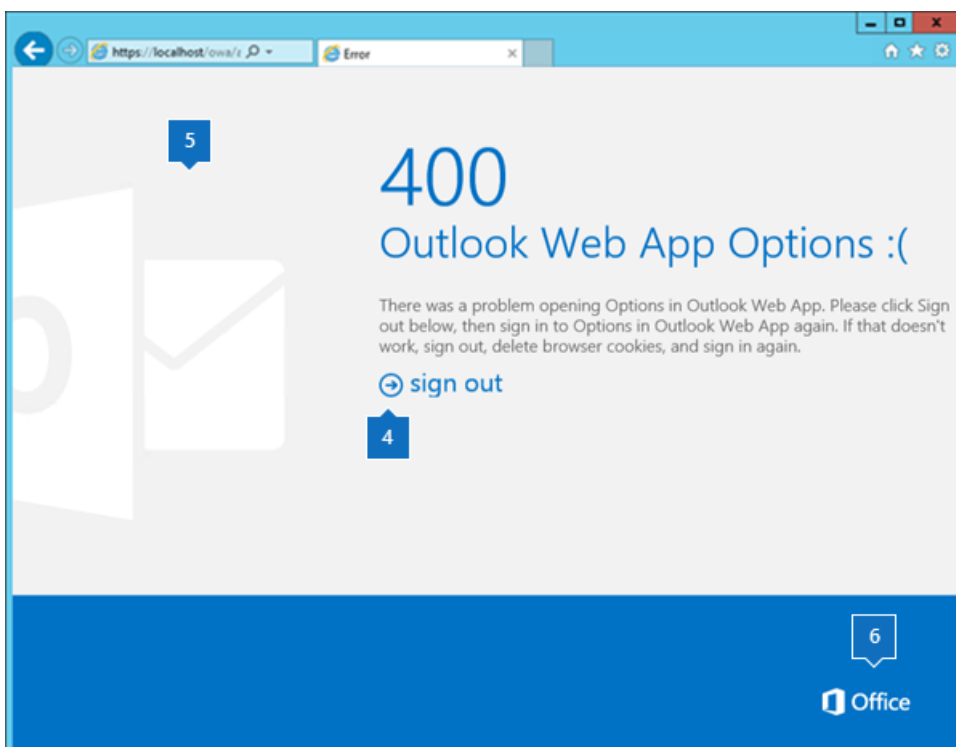 https://localhost/owa/
Error
5
400
Outlook Web App Options :(
There was a problem opening Options in Outlook Web App. Please click Sign
out below, then sign in to Options in Outlook Web App again. If that doesn't
work, sign out, delete browser cookies, and sign in again.
sign out
4
6
Office